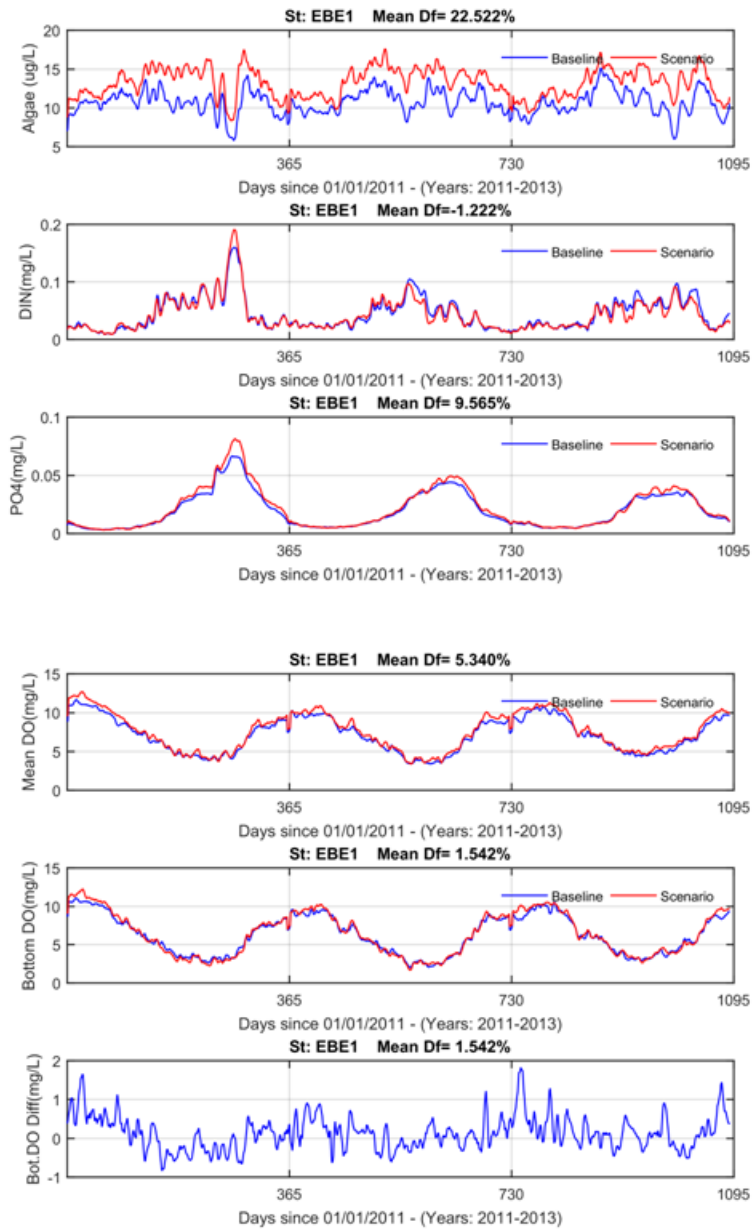 St: EBE1 Mean Df= 22.522%
20
15
10
5
Algae (ug/L)
Baseline
Scenario
365
730
1095
Days since 01/01/2011 - (Years: 2011-2013)
St: EBE1 Mean Df=-1.222%
0.2
0.1
0
DIN(mg/L)
Baseline
Scenario
365
730
1095
Days since 01/01/2011 - (Years: 2011-2013)
St: EBE1 Mean Df= 9.565%
0.1
0.05
0
PO4(mg/L)
Baseline
Scenario
365
730
1095
Days since 01/01/2011 - (Years: 2011-2013)
St: EBE1 Mean Df= 5.340%
15
10
5
0
Mean DO(mg/L)
Baseline
Scenario
365
730
1095
Days since 01/01/2011 - (Years: 2011-2013)
St: EBE1 Mean Df= 1.542%
15
10
5
0
Bottom DO(mg/L)
Baseline
Scenario
365
730
1095
Days since 01/01/2011 - (Years: 2011-2013)
St: EBE1 Mean Df= 1.542%
2
1
0
-1
Bot.DO Diff(mg/L)
365
730
1095
Days since 01/01/2011 - (Years: 2011-2013)